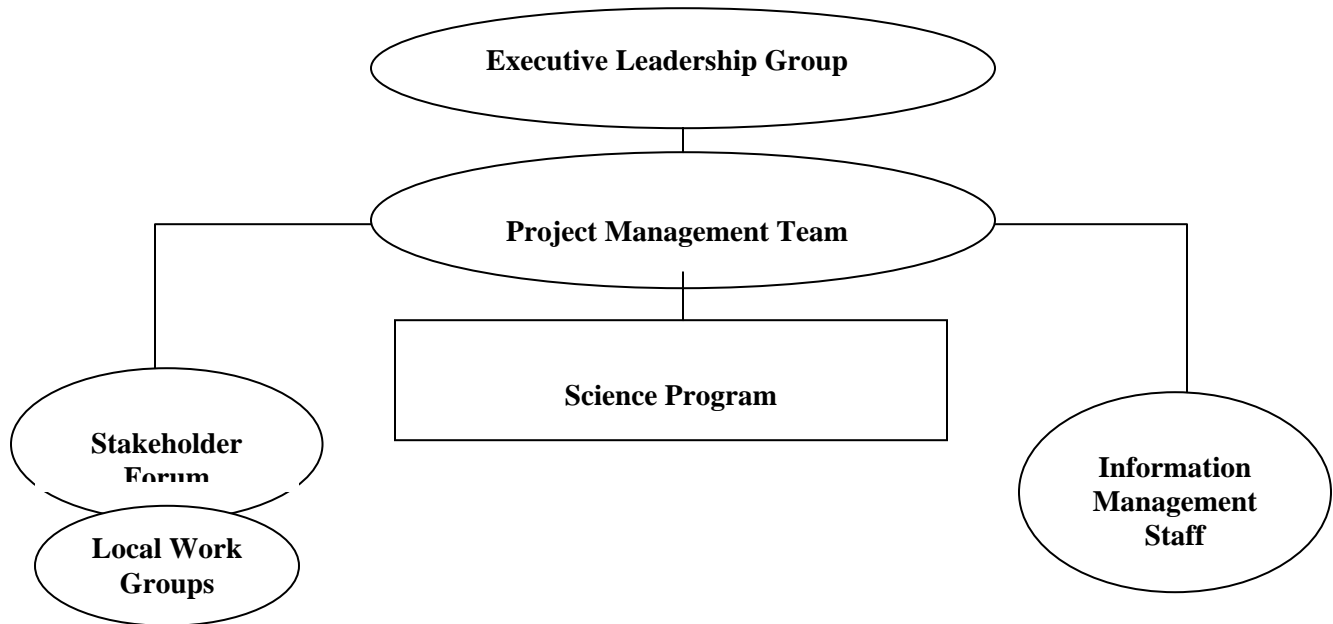 Executive Leadership Group
Project Management Team
Science Program
Stakeholder
Forum
Local Work
Groups
Information
Management
Staff